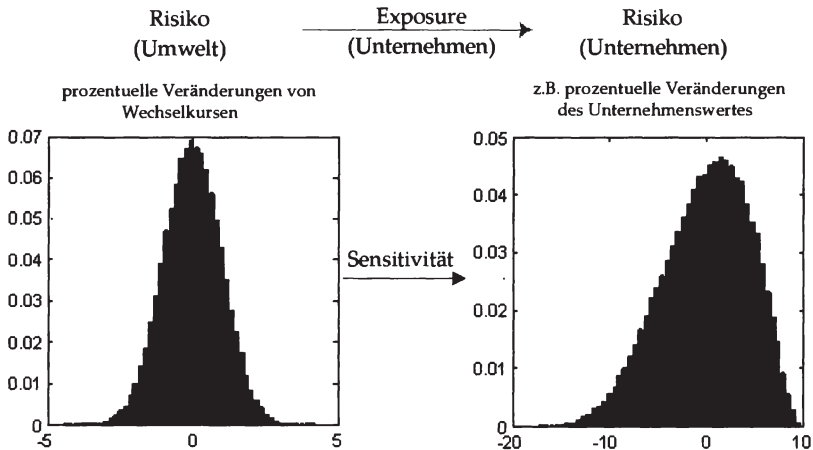 Risiko
(Umwelt)
Exposure
(Unternehmen)
Risiko
(Unternehmen)
prozentuelle Veränderungen von
Wechselkursen
z.B. prozentuelle Veränderungen
des Unternehmenswertes
0.07
0.06
0.05
0.04
0.03
0.02
0.01
0
-5
0
5
Sensitivität
0.05
0.04
0.03
0.02
0.01
0
-20
-10
0
10